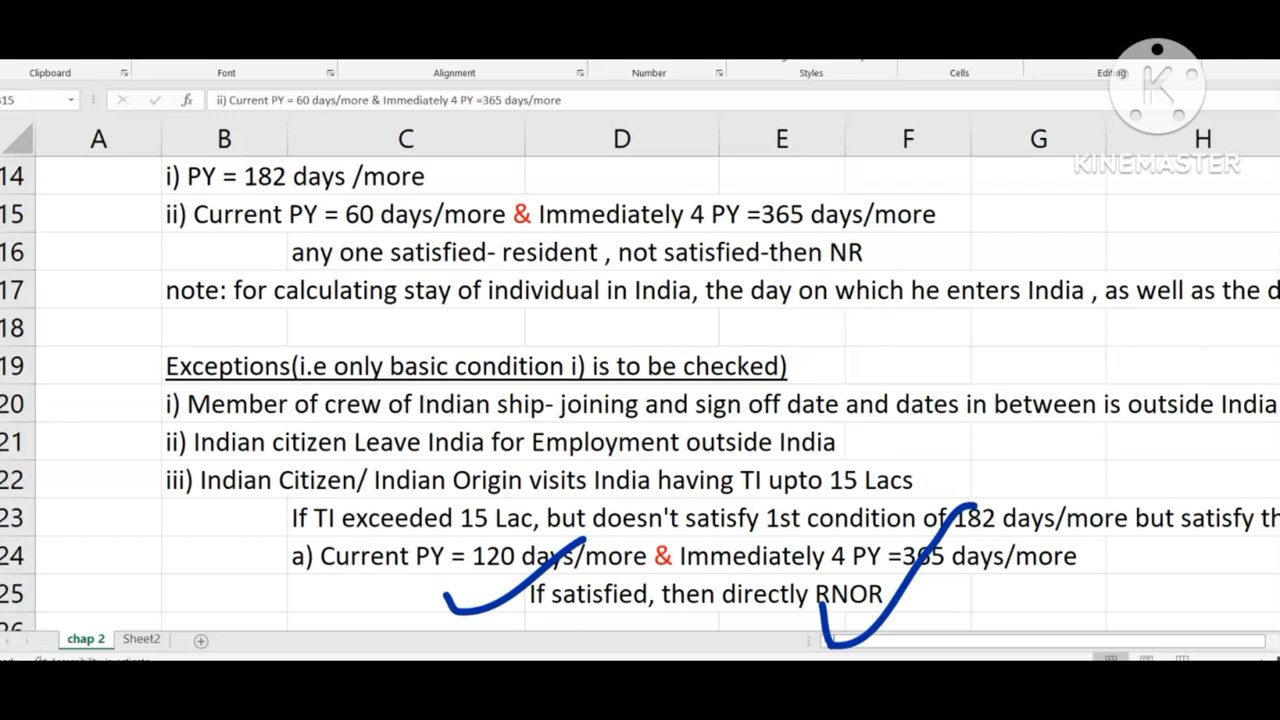 Clipboard Font Alignment Number Styles Cells Editing
15 ii) Current PY = 60 days/more & Immediately 4 PY =365 days/more
K
KINEMASTER
A B C D E F G H
14 i) PY = 182 days /more
15 ii) Current PY = 60 days/more & Immediately 4 PY =365 days/more
16 any one satisfied- resident , not satisfied-then NR
17 note: for calculating stay of individual in India, the day on which he enters India , as well as the d
18
19 Exceptions(i.e only basic condition i) is to be checked)
20 i) Member of crew of Indian ship- joining and sign off date and dates in between is outside India
21 ii) Indian citizen Leave India for Employment outside India
22 iii) Indian Citizen/ Indian Origin visits India having TI upto 15 Lacs
23 If TI exceeded 15 Lac, but doesn't satisfy 1st condition of 182 days/more but satisfy th
24 a) Current PY = 120 days/more & Immediately 4 PY =365 days/more
25 If satisfied, then directly RNOR
26
chap 2 Sheet2